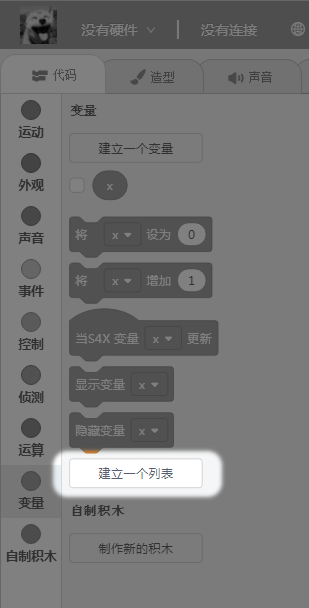 没有硬件 没有连接
代码 造型 声音
运动
外观
声音
事件
控制
侦测
运算
变量
自制积木
变量
建立一个变量
x
将 x 设为 0
将 x 增加 1
当S4X 变量 x 更新
显示变量 x
隐藏变量 x
建立一个列表
自制积木
制作新的积木